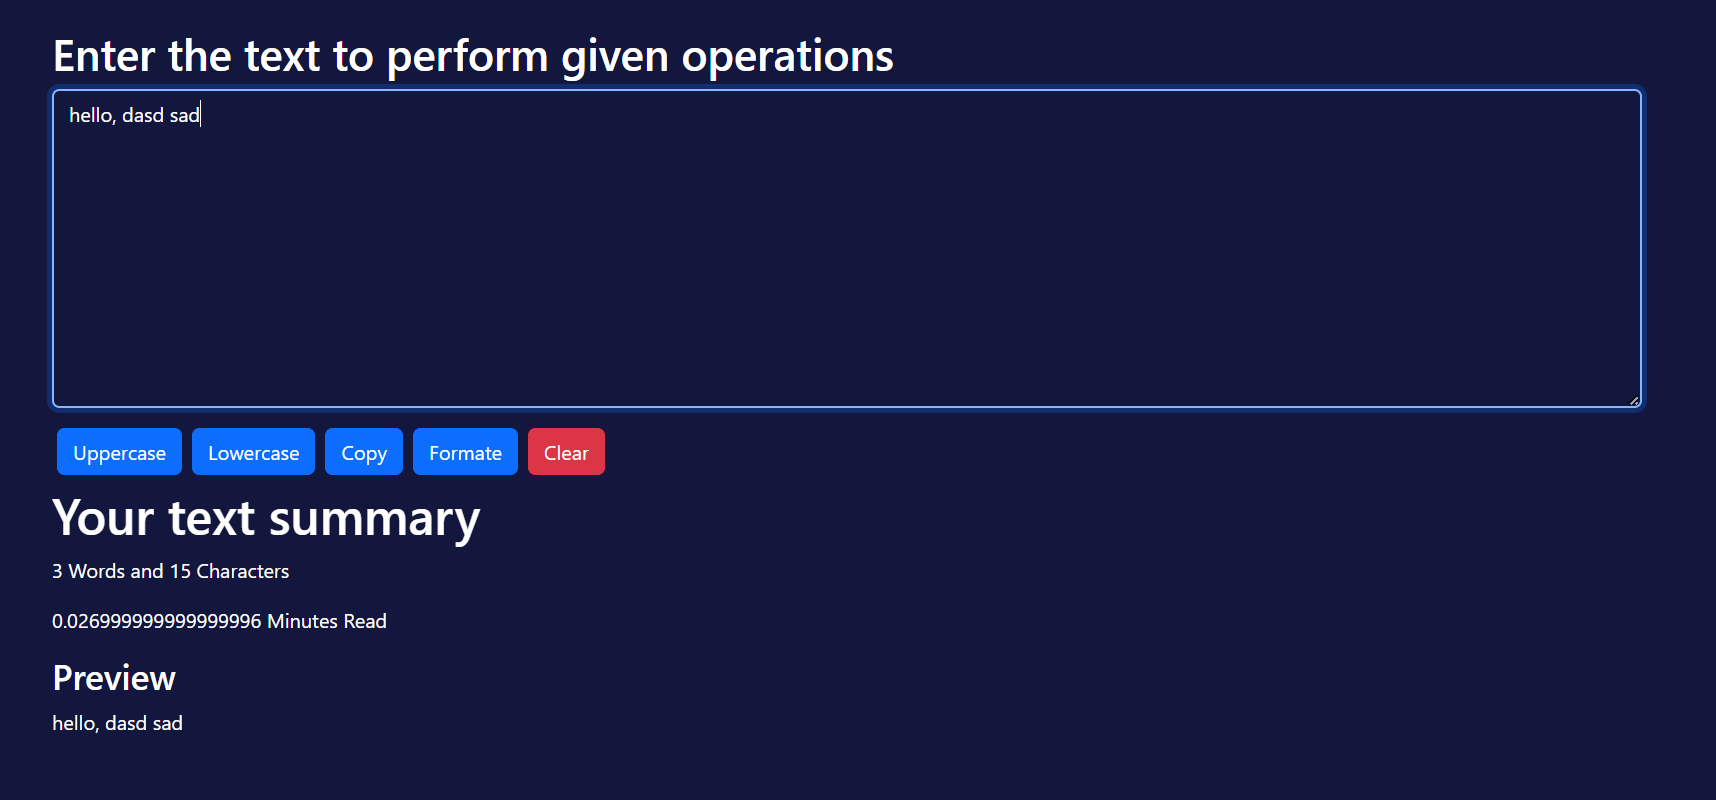 Enter the text to perform given operations
hello, dasd sad
Uppercase Lowercase Copy Formate Clear
Your text summary
3 Words and 15 Characters
0.026999999999999996 Minutes Read
Preview
hello, dasd sad